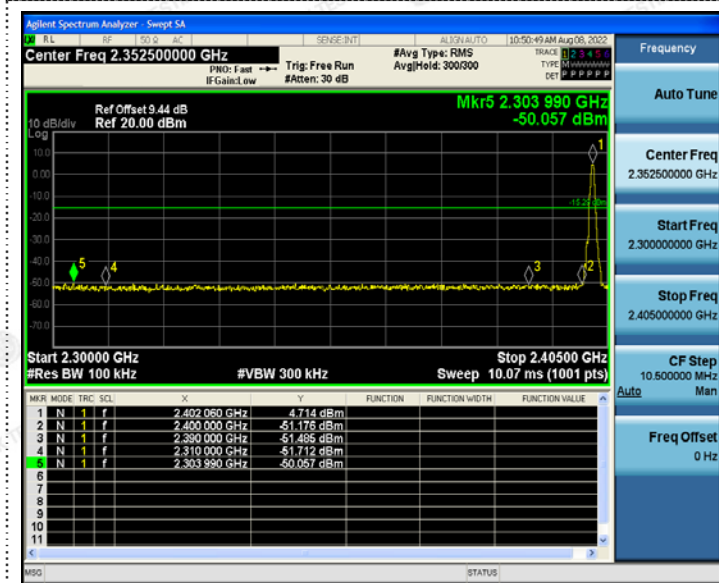 Agilent Spectrum Analyzer - Swept SA
RL RF 50 Ω AC SENSE:INT ALIGN AUTO 10:50:49 AM Aug 08, 2022
Center Freq 2.352500000 GHz
PNO: Fast
IFGain:Low
Trig: Free Run
#Atten: 30 dB
#Avg Type: RMS
Avg|Hold: 300/300
TRACE 1 2 3 4 5 6
TYPE M
DET P P P P P P
Ref Offset 9.44 dB
10 dB/div Ref 20.00 dBm
Mkr5 2.303 990 GHz
-50.057 dBm
Log
10.0
0.00
-10.0
-20.0
-30.0
-40.0
-50.0
-60.0
-70.0
1
5
4
3
2
Start 2.30000 GHz Stop 2.40500 GHz
#Res BW 100 kHz #VBW 300 kHz Sweep 10.07 ms (1001 pts)
MKR MODE TRC SCL X Y FUNCTION FUNCTION WIDTH FUNCTION VALUE
1 N 1 f 2.402 060 GHz 4.714 dBm
2 N 1 f 2.400 000 GHz -51.176 dBm
3 N 1 f 2.390 000 GHz -51.485 dBm
4 N 1 f 2.310 000 GHz -51.712 dBm
5 N 1 f 2.303 990 GHz -50.057 dBm
6
7
8
9
10
11
MSG STATUS
Frequency
Auto Tune
Center Freq
2.352500000 GHz
Start Freq
2.300000000 GHz
Stop Freq
2.405000000 GHz
CF Step
10.500000 MHz
Auto Man
Freq Offset
0 Hz